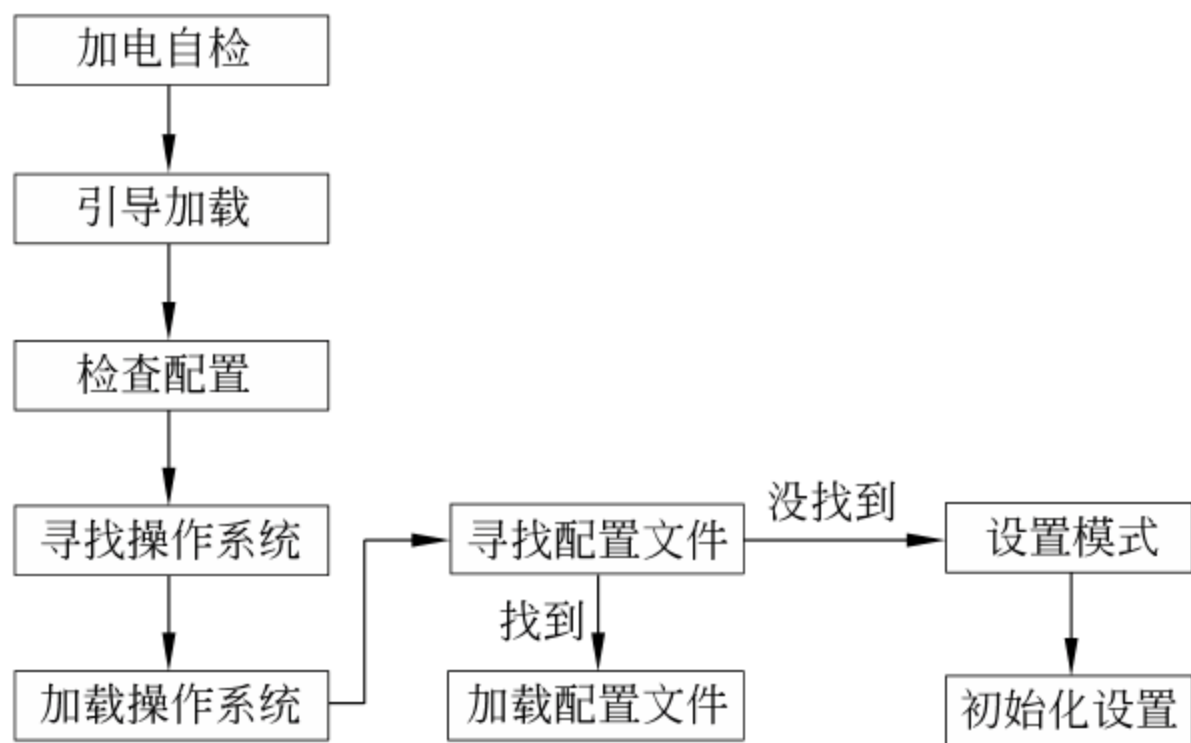 加电自检
引导加载
检查配置
寻找操作系统
加载操作系统
寻找配置文件
找到
加载配置文件
没找到
设置模式
初始化设置